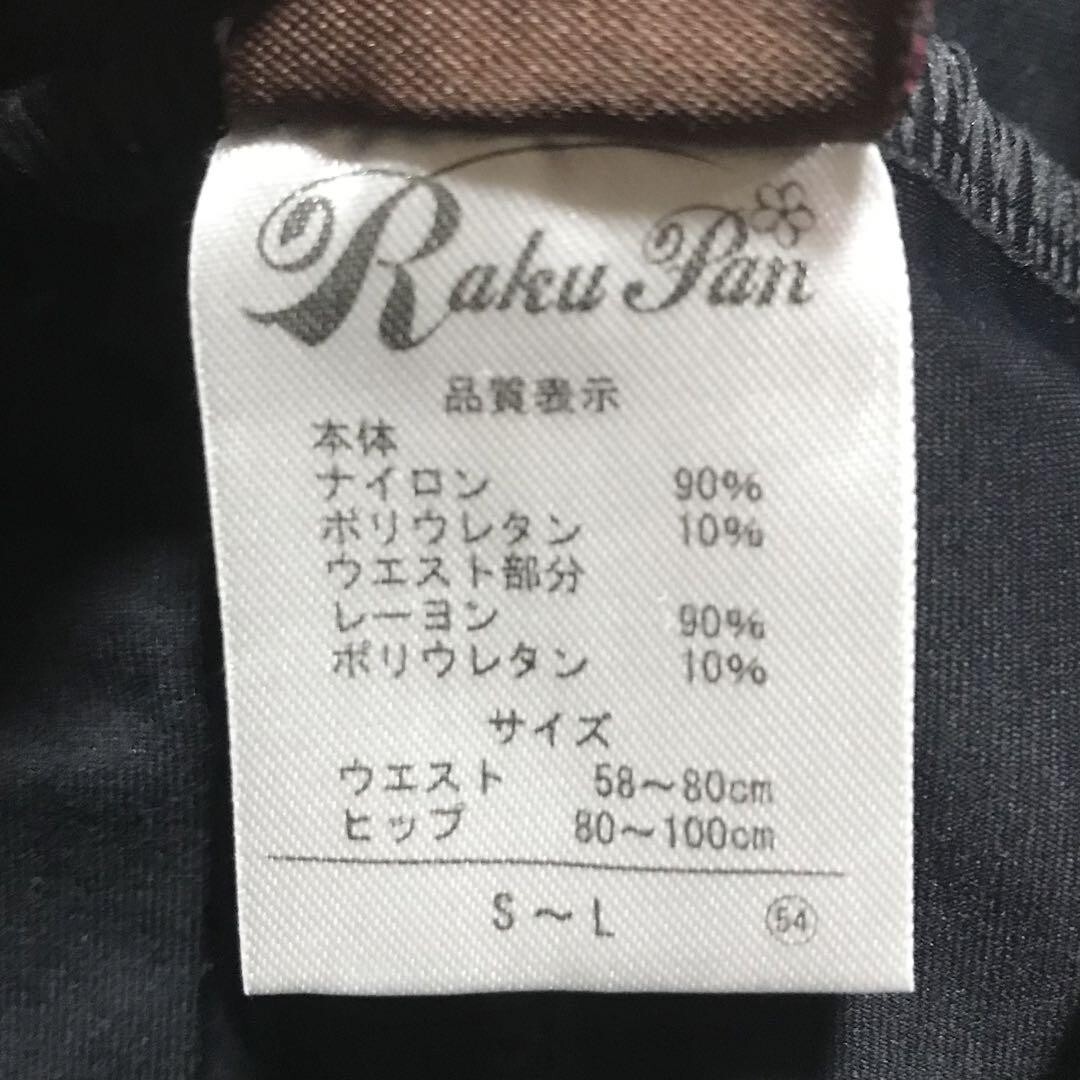 Raku Pan
品質表示
本体
ナイロン 90%
ポリウレタン 10%
ウエスト部分
レーヨン 90%
ポリウレタン 10%
サイズ
ウエスト 58〜80cm
ヒップ 80〜100cm
S〜L 54